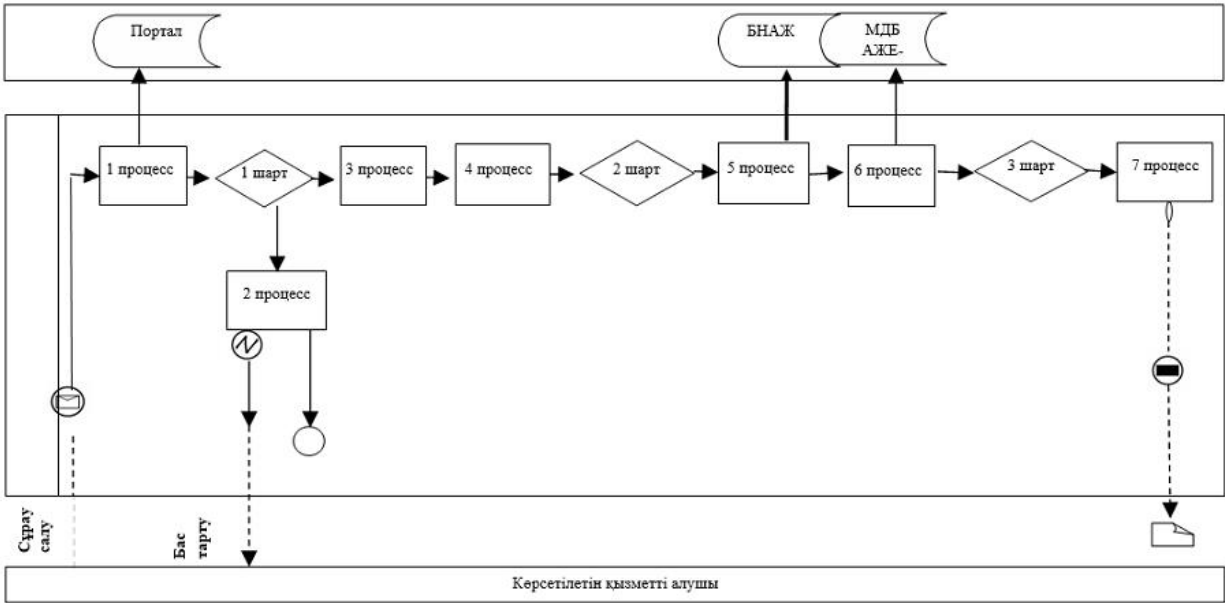 Портал
БНАЖ
МДБ
АЖЕ-
1 процесс
1 шарт
3 процесс
4 процесс
2 шарт
5 процесс
6 процесс
3 шарт
7 процесс
2 процесс
Сұрау
салу
Бас
тарту
Көрсетілетін қызметті алушы